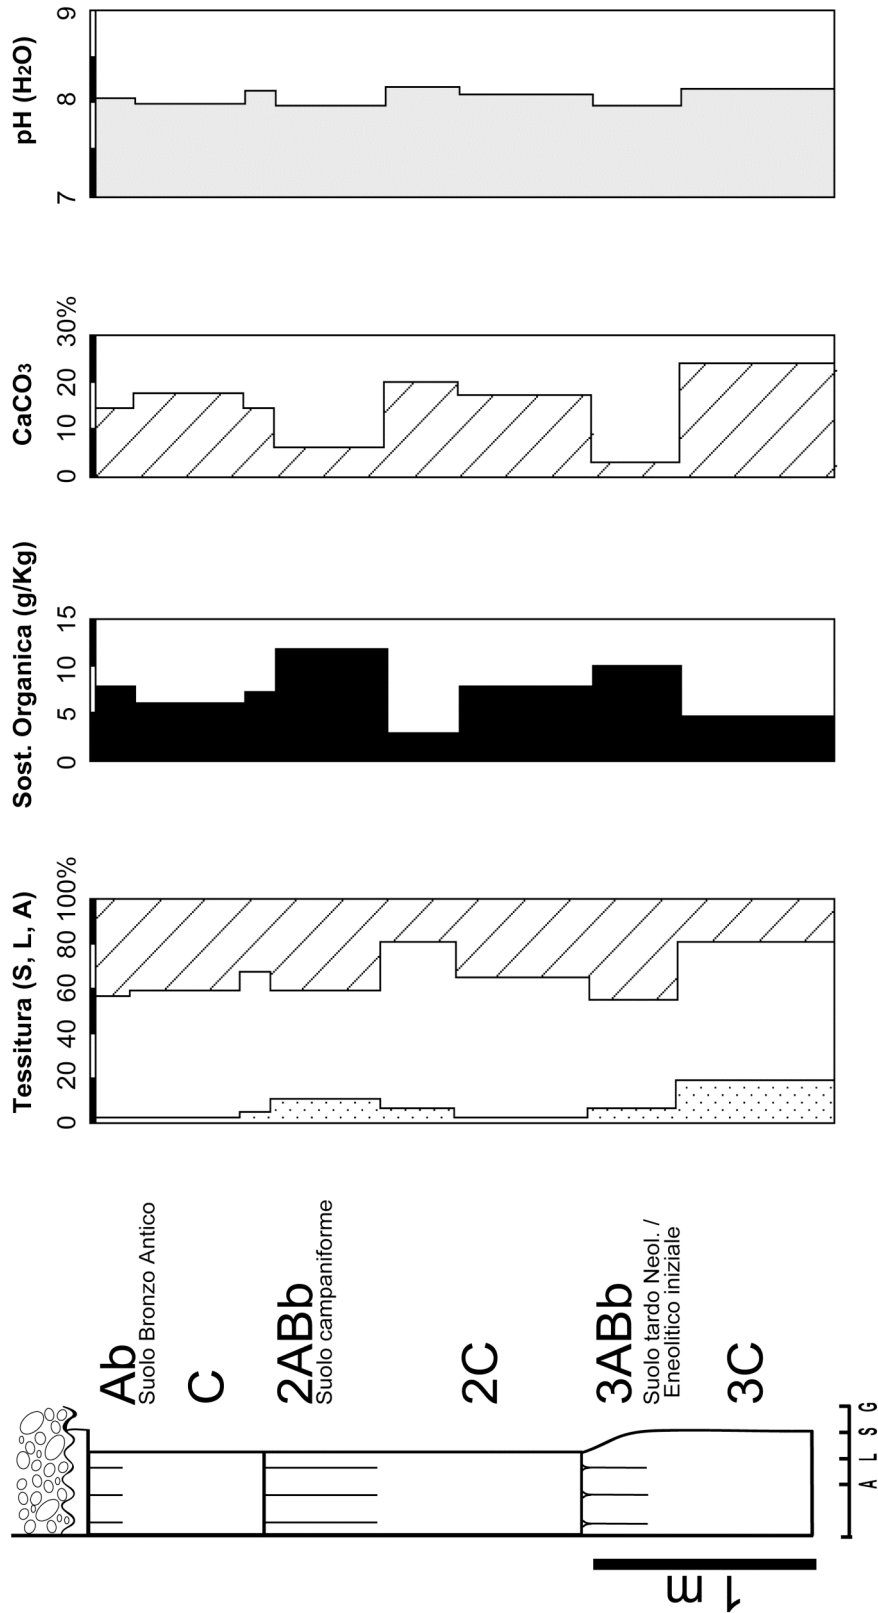 pH (H₂O)
7 8 9
CaCO₃
0 10 20 30%
Sost. Organica (g/Kg)
0 5 10 15
Tessitura (S, L, A)
0 20 40 60 80 100%
Ab
Suolo Bronzo Antico
C
2ABb
Suolo campaniforme
2C
3ABb
Suolo tardo Neol. /
Eneolitico iniziale
3C
A L S G
1 m